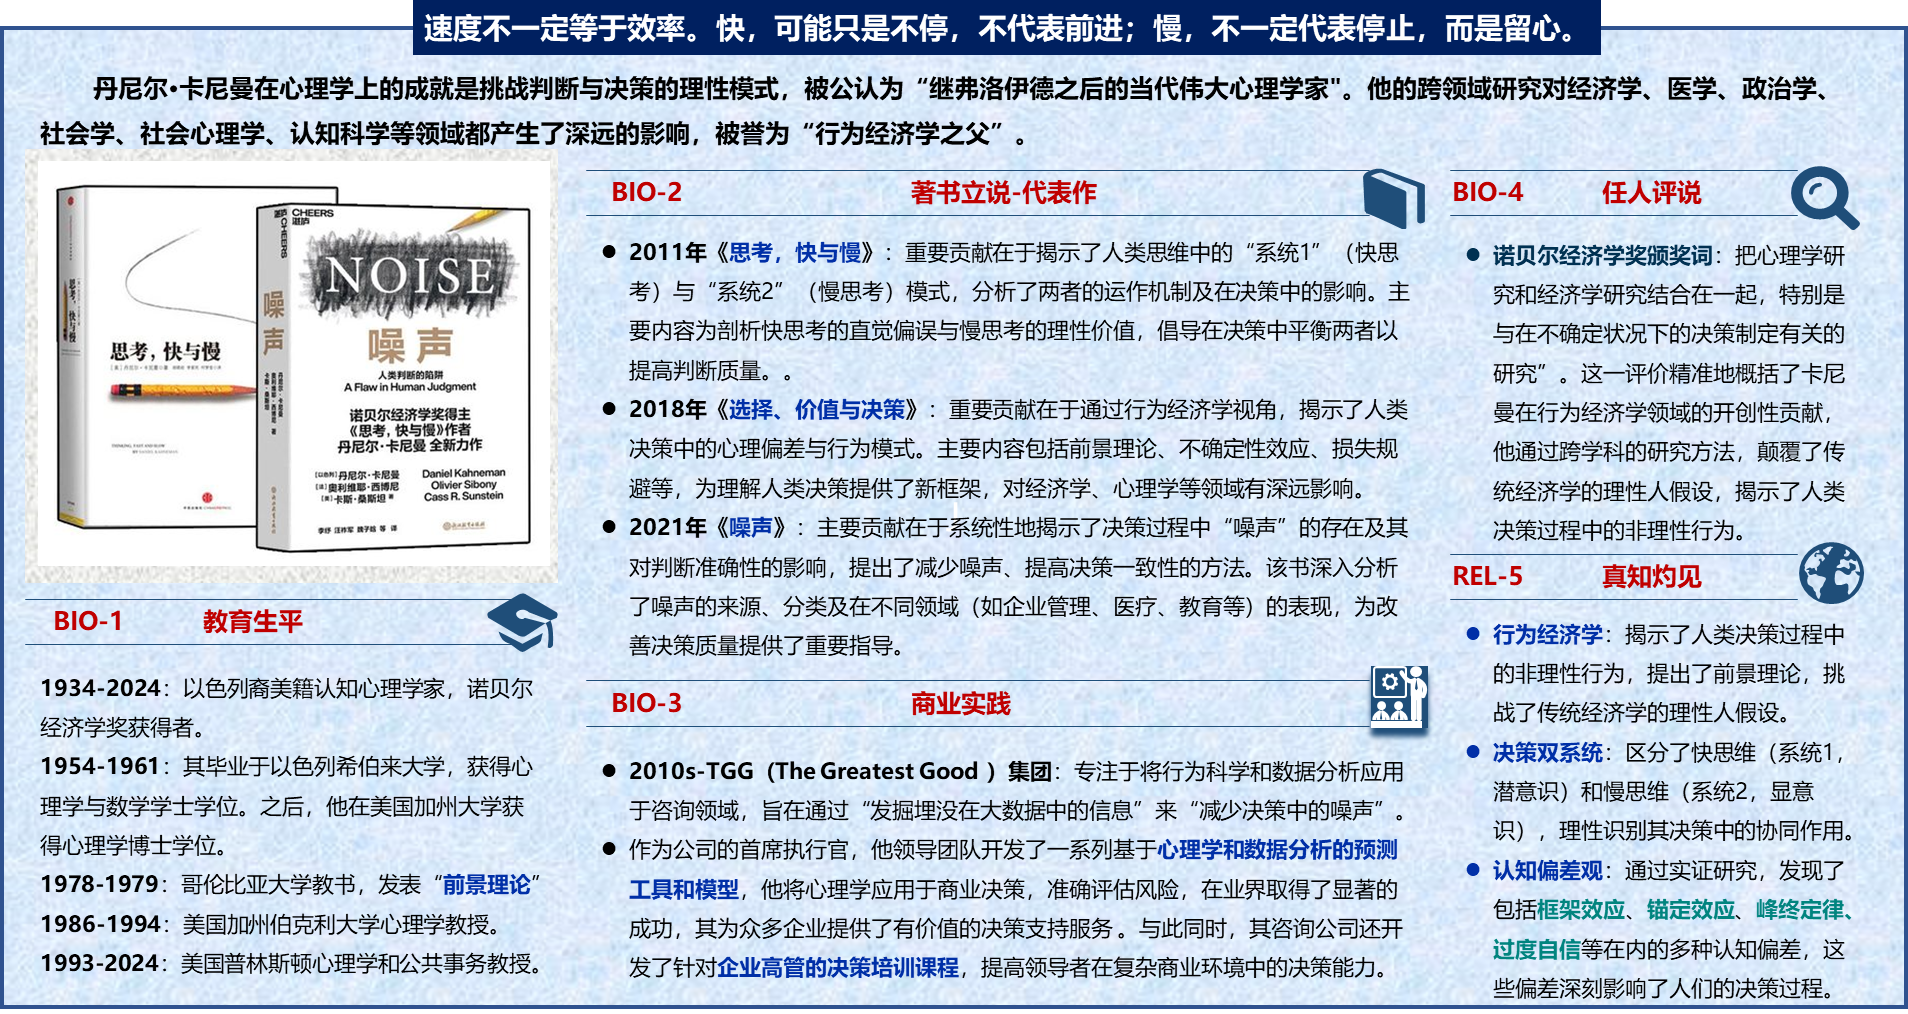 速度不一定等于效率。快，可能只是不停，不代表前进；慢，不一定代表停止，而是留心。
丹尼尔·卡尼曼在心理学上的成就是挑战判断与决策的理性模式，被公认为“继弗洛伊德之后的当代伟大心理学家"。他的跨领域研究对经济学、医学、政治学、
社会学、社会心理学、认知科学等领域都产生了深远的影响，被誉为“行为经济学之父”。
思考，快与慢
THINKING, FAST AND SLOW
BY DANIEL KAHNEMAN
思考，快与慢
CHEERS
湛庐
CHEERS
湛庐
NOISE
噪声
噪声
人类判断的陷阱
A Flaw in Human Judgment
诺贝尔经济学奖得主
《思考，快与慢》作者
丹尼尔·卡尼曼 全新力作
[以色列]丹尼尔·卡尼曼
[法]奥利维耶·西博尼
[美]卡斯·桑斯坦 著
Daniel Kahneman
Olivier Sibony
Cass R. Sunstein
李纾 汪祚军 魏子晗 等 译
丹尼尔·卡尼曼
奥利维耶·西博尼
卡斯·桑斯坦 著
BIO-1 教育生平
1934-2024：以色列裔美籍认知心理学家，诺贝尔
经济学奖获得者。
1954-1961：其毕业于以色列希伯来大学，获得心
理学与数学学士学位。之后，他在美国加州大学获
得心理学博士学位。
1978-1979：哥伦比亚大学教书，发表“前景理论”
1986-1994：美国加州伯克利大学心理学教授。
1993-2024：美国普林斯顿心理学和公共事务教授。
BIO-2 著书立说-代表作
● 2011年《思考，快与慢》：重要贡献在于揭示了人类思维中的“系统1”（快思
考）与“系统2”（慢思考）模式，分析了两者的运作机制及在决策中的影响。主
要内容为剖析快思考的直觉偏误与慢思考的理性价值，倡导在决策中平衡两者以
提高判断质量。。
● 2018年《选择、价值与决策》：重要贡献在于通过行为经济学视角，揭示了人类
决策中的心理偏差与行为模式。主要内容包括前景理论、不确定性效应、损失规
避等，为理解人类决策提供了新框架，对经济学、心理学等领域有深远影响。
● 2021年《噪声》：主要贡献在于系统性地揭示了决策过程中“噪声”的存在及其
对判断准确性的影响，提出了减少噪声、提高决策一致性的方法。该书深入分析
了噪声的来源、分类及在不同领域（如企业管理、医疗、教育等）的表现，为改
善决策质量提供了重要指导。
BIO-3 商业实践
● 2010s-TGG（The Greatest Good ）集团：专注于将行为科学和数据分析应用
于咨询领域，旨在通过“发掘埋没在大数据中的信息”来“减少决策中的噪声”。
● 作为公司的首席执行官，他领导团队开发了一系列基于心理学和数据分析的预测
工具和模型，他将心理学应用于商业决策，准确评估风险，在业界取得了显著的
成功，其为众多企业提供了有价值的决策支持服务。与此同时，其咨询公司还开
发了针对企业高管的决策培训课程，提高领导者在复杂商业环境中的决策能力。
BIO-4 任人评说
● 诺贝尔经济学奖颁奖词：把心理学研
究和经济学研究结合在一起，特别是
与在不确定状况下的决策制定有关的
研究”。这一评价精准地概括了卡尼
曼在行为经济学领域的开创性贡献，
他通过跨学科的研究方法，颠覆了传
统经济学的理性人假设，揭示了人类
决策过程中的非理性行为。
REL-5 真知灼见
● 行为经济学：揭示了人类决策过程中
的非理性行为，提出了前景理论，挑
战了传统经济学的理性人假设。
● 决策双系统：区分了快思维（系统1，
潜意识）和慢思维（系统2，显意
识），理性识别其决策中的协同作用。
● 认知偏差观：通过实证研究，发现了
包括框架效应、锚定效应、峰终定律、
过度自信等在内的多种认知偏差，这
些偏差深刻影响了人们的决策过程。